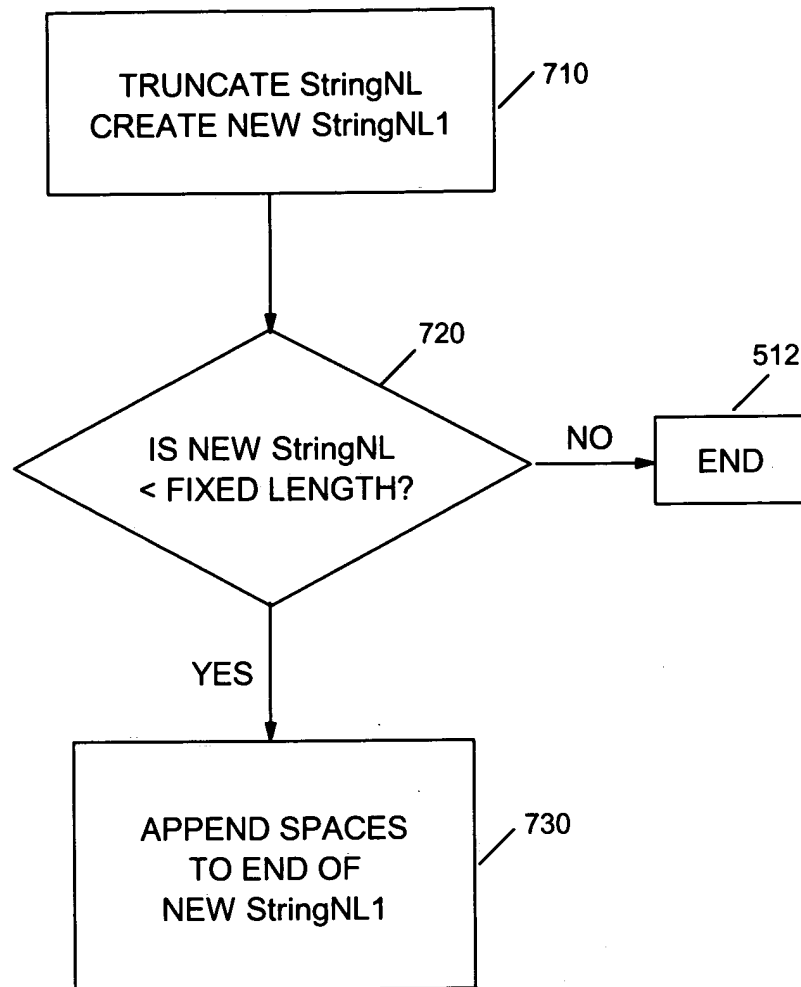 TRUNCATE StringNL
CREATE NEW StringNL1
710
720
512
IS NEW StringNL
< FIXED LENGTH?
NO
END
YES
APPEND SPACES
TO END OF
NEW StringNL1
730